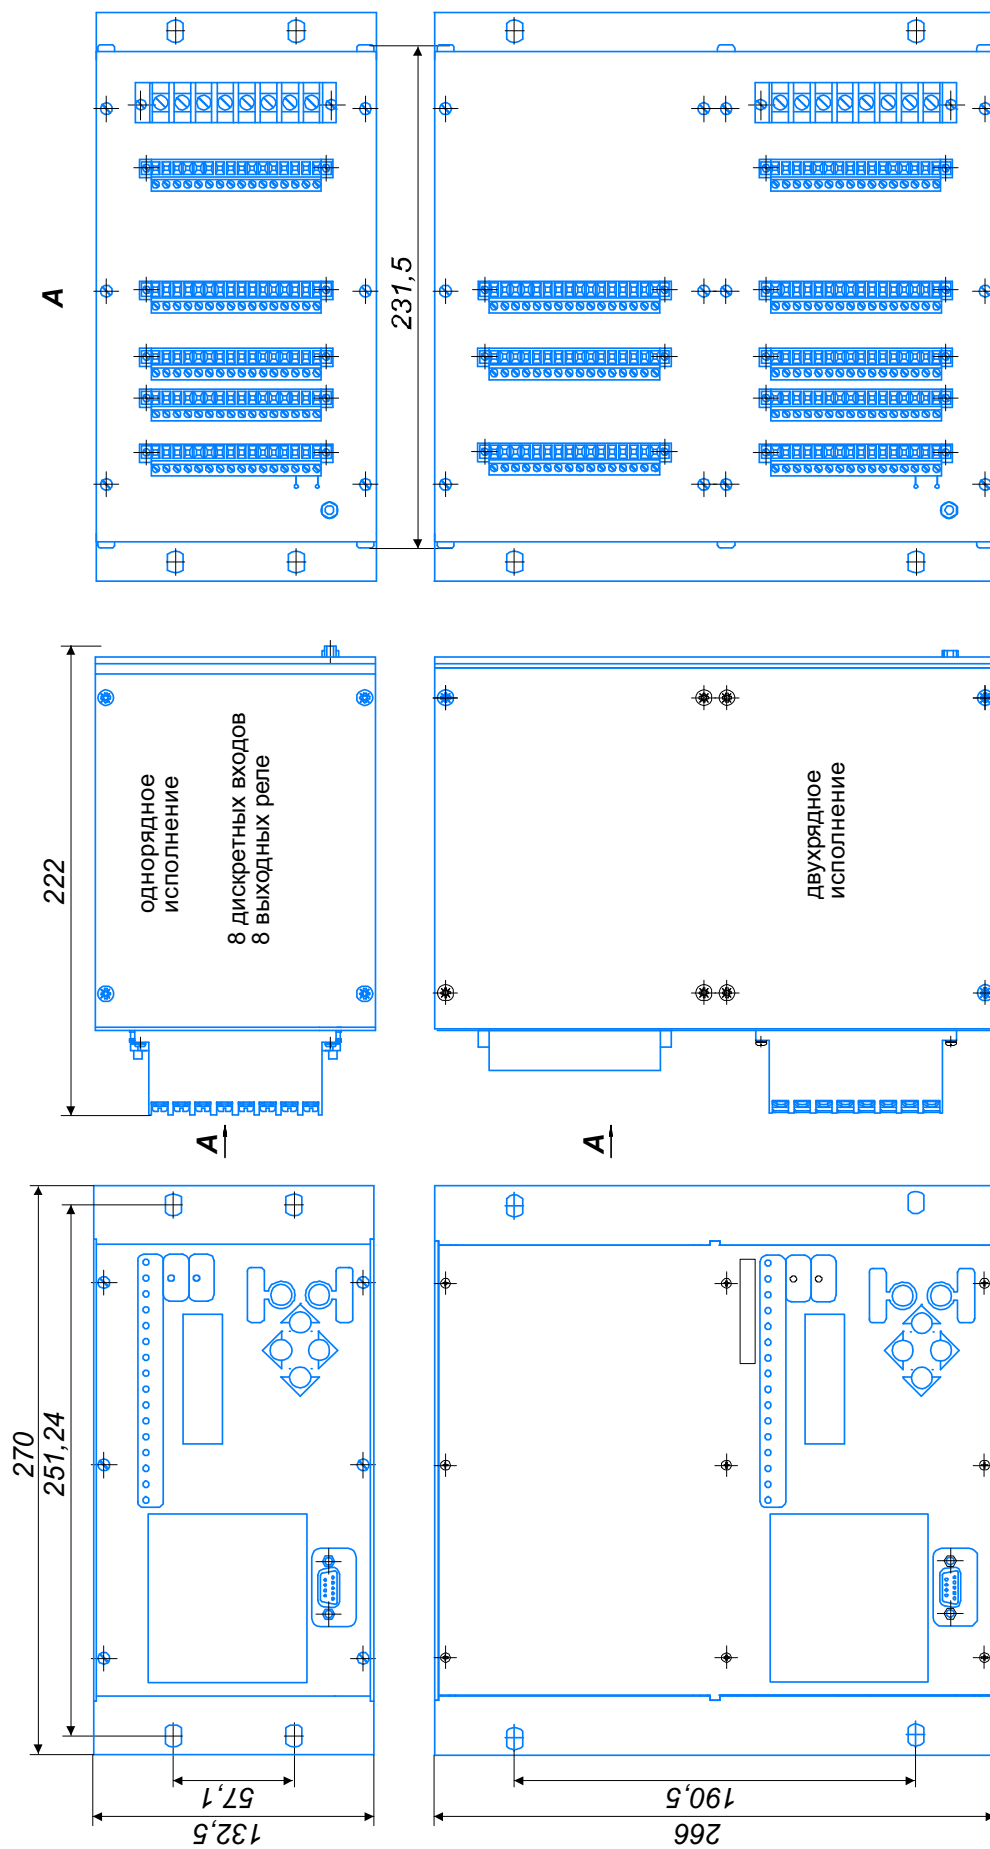 270
251,24
132,5
57,1
222
однорядное
исполнение
8 дискретных входов
8 выходных реле
А
А
231,5
266
190,5
двухрядное
исполнение
А